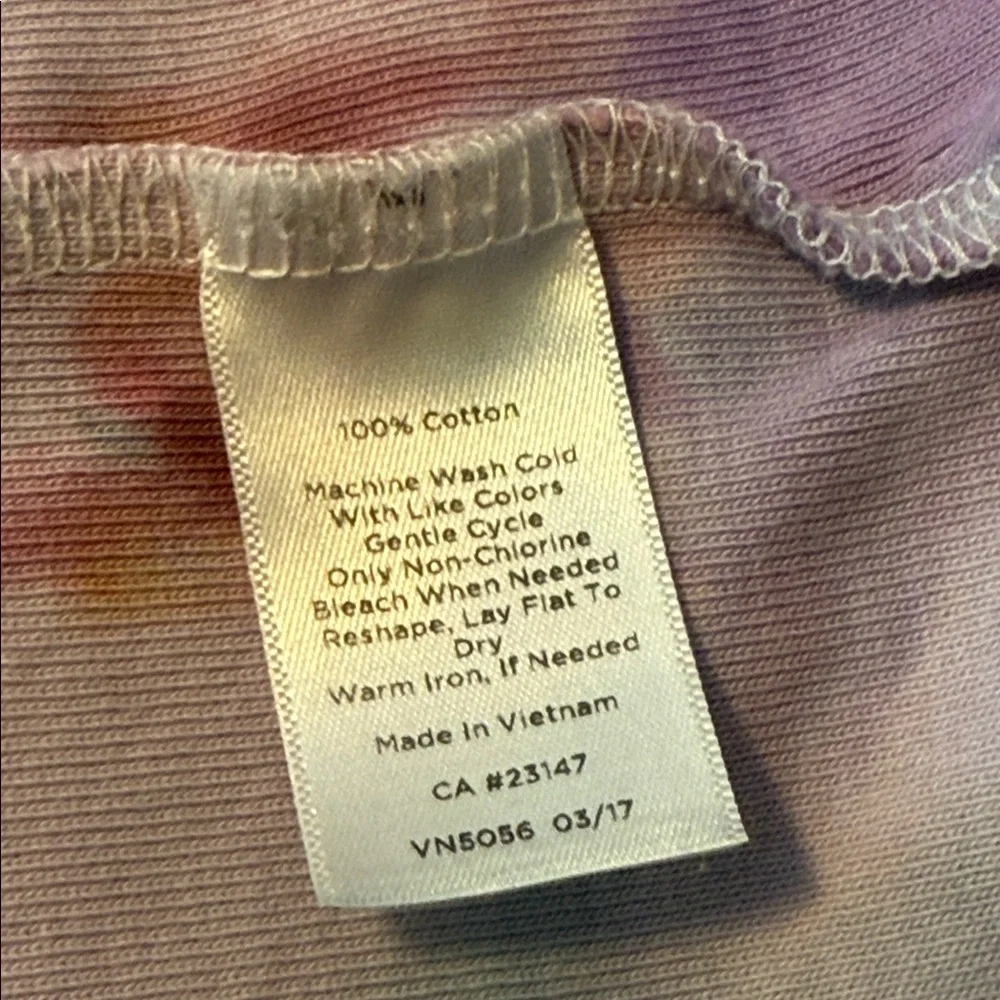 100% Cotton
Machine Wash Cold
With Like Colors
Gentle Cycle
Only Non-Chlorine
Bleach When Needed
Reshape, Lay Flat To
Dry
Warm Iron, If Needed
Made In Vietnam
CA #23147
VN5056 03/17